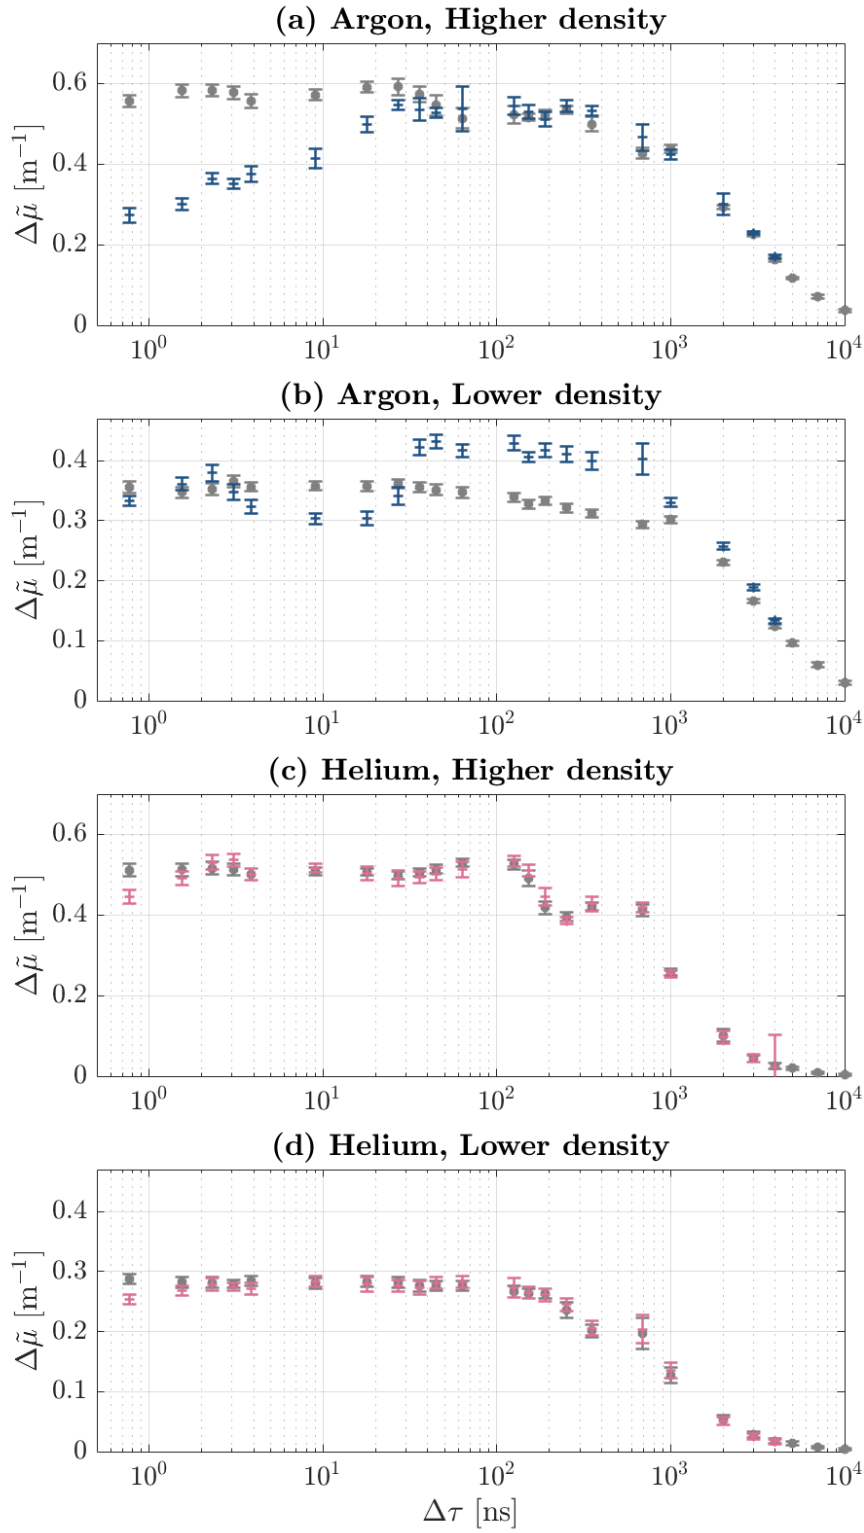 (a) Argon, Higher density
Δμ̃ [m⁻¹]
0.6
0.4
0.2
0
10⁰ 10¹ 10² 10³ 10⁴
(b) Argon, Lower density
Δμ̃ [m⁻¹]
0.4
0.3
0.2
0.1
0
10⁰ 10¹ 10² 10³ 10⁴
(c) Helium, Higher density
Δμ̃ [m⁻¹]
0.6
0.4
0.2
0
10⁰ 10¹ 10² 10³ 10⁴
(d) Helium, Lower density
Δμ̃ [m⁻¹]
0.4
0.3
0.2
0.1
0
10⁰ 10¹ 10² 10³ 10⁴
Δτ [ns]